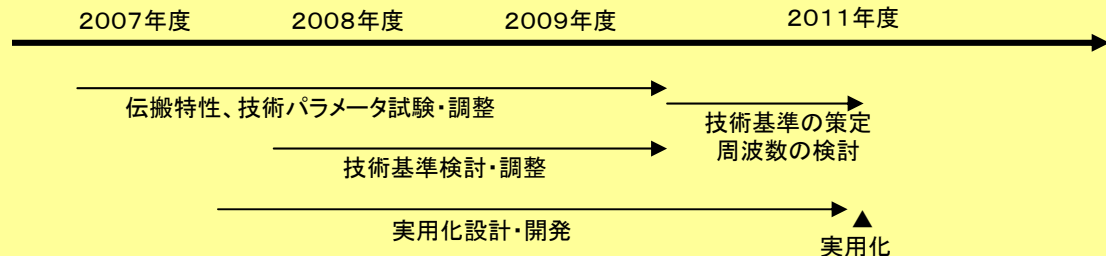 2007年度 2008年度 2009年度 2011年度
伝搬特性、技術パラメータ試験・調整
技術基準の策定
周波数の検討
技術基準検討・調整
実用化設計・開発
▲
実用化